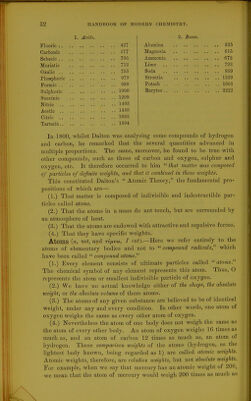 32 HANDBOOK OF MODERN CHEMISTRY.
1. Acids. 2. Bases.
Fluoric 427 Alumina 525
Carbonic 577 Magnesia 615
Sebacic 706 Ammonia 672
Muriatic 712 Lime 793
Oxalic 755 Soda 859
Phosphoric 979 Strontia 1329
Formic 988 Potash 1605
Sulphuric 1000 Barytes 2222
Succinic 1209
Nitric 1405
Acetic 1480
Citric 1683
Tartaric 1694
In 1800, whilst Dalton was analysing some compounds of hydrogen
and carbon, he remarked that the several quantities advanced in
multiple proportions. The same, moreover, he found to be true with
other compounds, such as those of carbon and oxygen, sulphur and
oxygen, etc. It therefore occurred to him "that matter was composed
of particles of definite weights, and that it combined in these weights.
This constituted Dalton's "Atomic Theory," the fundamental pro-
positions of which are—
(1.) That matter is composed of indivisible and indestructible par-
ticles called atoms.
(2.) That the atoms in a mass do not touch, but are surrounded by
an atmosphere of heat.
(3.) That the atoms are endowed with attractive and repulsive forces.
(4.) That they have specific weights.
Atoms (α, not, and τέμνω, I cut).—Here we refer entirely to the
atoms of elementary bodies and not to "compound radicals," which
have been called "compound atoms."
(1.) Every element consists of ultimate particles called "atoms."
The chemical symbol of any element represents this atom. Thus, O
represents the atom or smallest indivisible particle of oxygen.
(2.) We have no actual knowledge either of the shape, the absolute
weight, or the absolute volume of these atoms.
(3.) The atoms of any given substance are believed to be of identical
weight, under any and every condition. In other words, one atom of
oxygen weighs the same as every other atom of oxygen.
(4.) Nevertheless the atom of one body does not weigh the same as
the atom of every other body. An atom of oxygen weighs 16 times as
much as, and an atom of carbon 12 times as much as, an atom of
hydrogen. These comparative weights of the atoms (hydrogen, as the
lightest body known, being regarded as 1) are called atomic weights.
Atomic weights, therefore, are relative weights, but not absolute weights.
For example, when we say that mercury has an atomic weight of 200,
we mean that the atom of mercury would weigh 200 times as much as